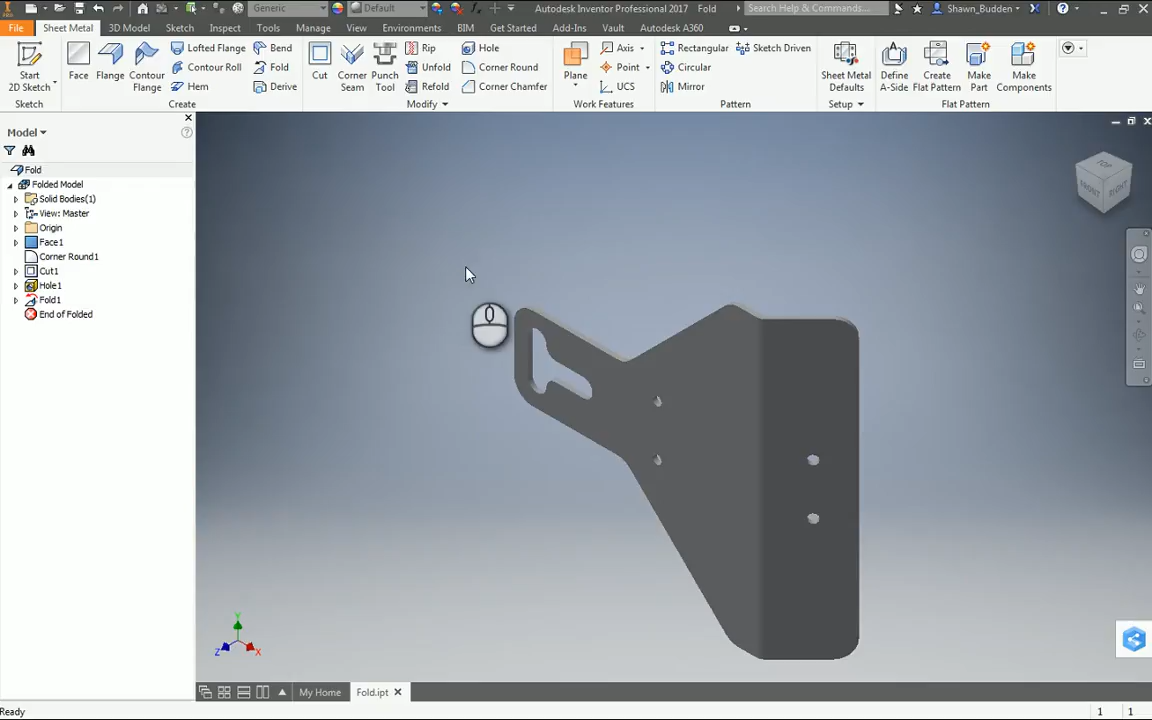 Generic Default Autodesk Inventor Professional 2017 Fold Search Help & Commands... Shawn_Budden
File Sheet Metal 3D Model Sketch Inspect Tools Manage View Environments BIM Get Started Add-Ins Vault Autodesk A360
Start 2D Sketch Face Flange Contour Flange Lofted Flange Contour Roll Hem Bend Fold Derive Cut Corner Seam Punch Tool Rip Unfold Refold Hole Corner Round Corner Chamfer Plane Axis Point UCS Rectangular Circular Mirror Sketch Driven Sheet Metal Defaults Define A-Side Create Flat Pattern Make Part Make Components
Sketch Create Modify Work Features Pattern Setup Flat Pattern
Model
Fold
Folded Model
Solid Bodies(1)
View: Master
Origin
Face1
Corner Round1
Cut1
Hole1
Fold1
End of Folded
TOP
FRONT RIGHT
Y
Z X
My Home Fold.ipt
Ready 1 1